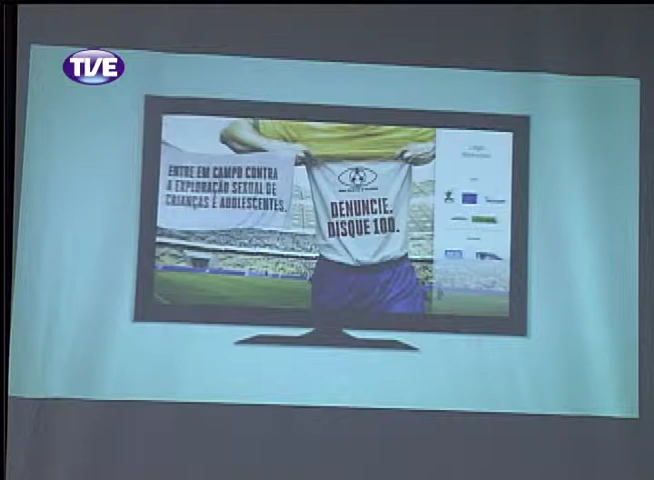 TVE
ENTRE EM CAMPO CONTRA
A EXPLORAÇÃO SEXUAL DE
CRIANÇAS E ADOLESCENTES.
DENUNCIE.
DISQUE 100.